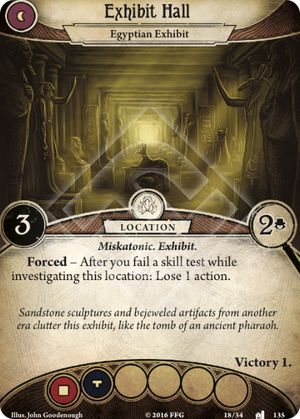 Exhibit Hall
Egyptian Exhibit
3
2
LOCATION
Miskatonic. Exhibit.
Forced – After you fail a skill test while
investigating this location: Lose 1 action.
Sandstone sculptures and bejeweled artifacts from another
era clutter this exhibit, like the tomb of an ancient pharaoh.
Victory 1.
Illus. John Goodenough
© 2016 FFG
18/34
135